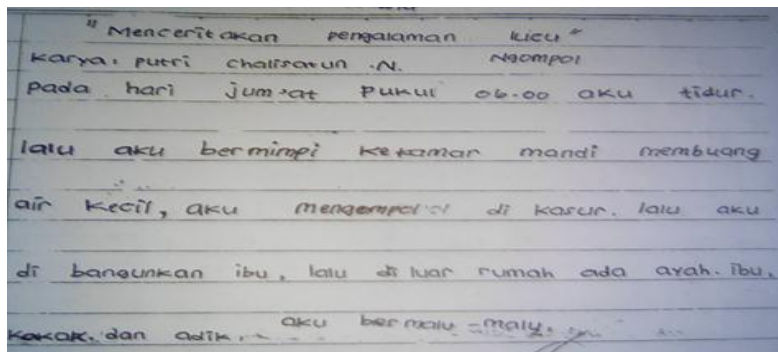 " Menceritakan pengalaman lucu "
Karya. Putri Chalisatun .N. Ngompol
pada hari jum'at pukul 06.00 aku tidur.
lalu aku bermimpi kekamar mandi membuang
air kecil, aku mengompol di kasur. lalu aku
di bangunkan ibu, lalu di luar rumah ada ayah. Ibu,
Kakak. dan adik. aku bermalu-malu.